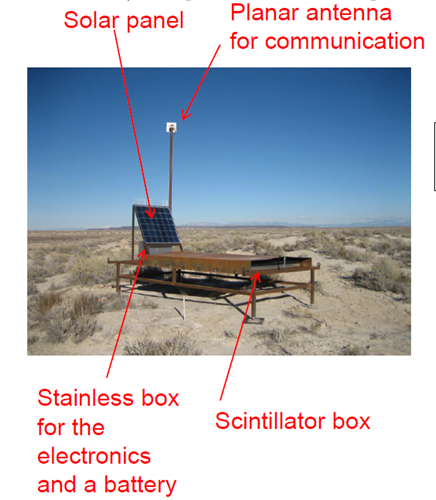 Solar panel
Planar antenna
for communication
Stainless box
for the
electronics
and a battery
Scintillator box